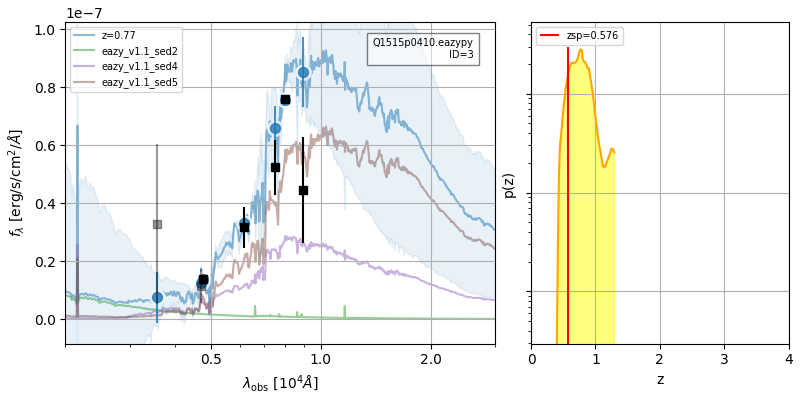 1e−7
z=0.77
eazy_v1.1_sed2
eazy_v1.1_sed4
eazy_v1.1_sed5
Q1515p0410.eazypy
ID=3
1.0
0.8
0.6
0.4
0.2
0.0
fλ [erg/s/cm²/Å]
0.5 1.0 2.0
λobs [10⁴Å]
zsp=0.576
p(z)
0 1 2 3 4
z